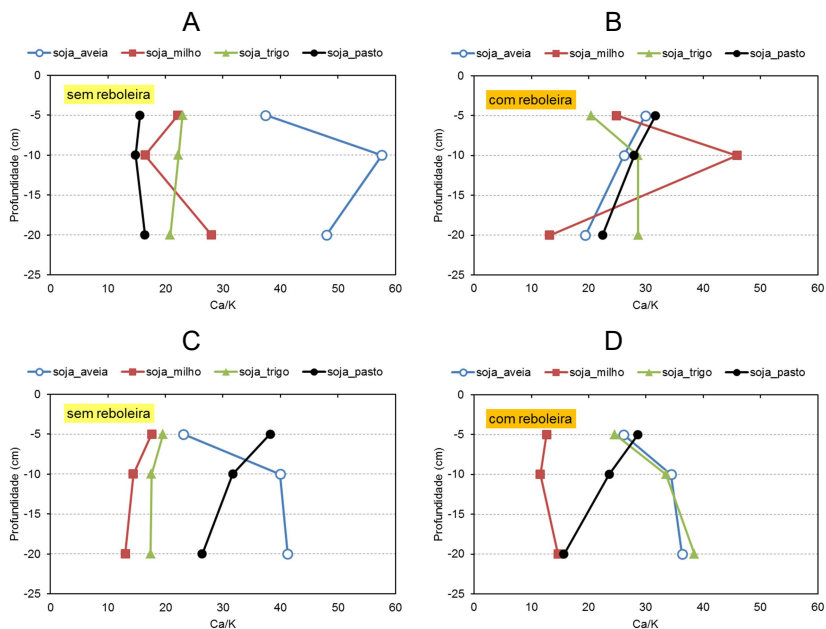 A
soja_aveia soja_milho soja_trigo soja_pasto
0
-5
-10
-15
-20
-25
Profundidade (cm)
sem reboleira
0 10 20 30 40 50 60
Ca/K
B
soja_aveia soja_milho soja_trigo soja_pasto
0
-5
-10
-15
-20
-25
Profundidade (cm)
com reboleira
0 10 20 30 40 50 60
Ca/K
C
soja_aveia soja_milho soja_trigo soja_pasto
0
-5
-10
-15
-20
-25
Profundidade (cm)
sem reboleira
0 10 20 30 40 50 60
Ca/K
D
soja_aveia soja_milho soja_trigo soja_pasto
0
-5
-10
-15
-20
-25
Profundidade (cm)
com reboleira
0 10 20 30 40 50 60
Ca/K